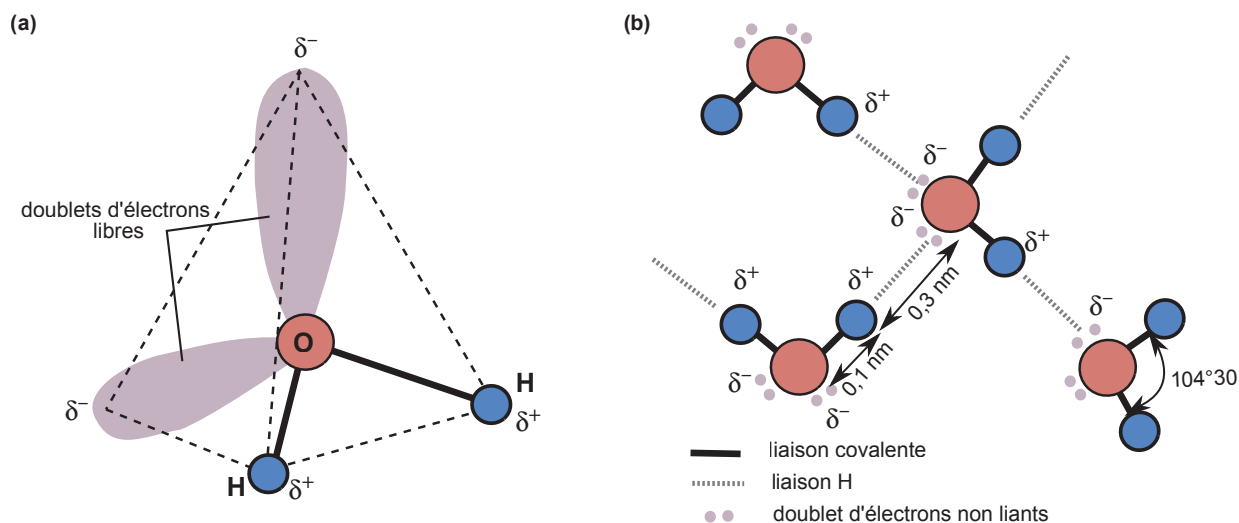 (a)
δ−
doublets d'électrons
libres
O
δ−
H
δ+
H
δ+
(b)
δ+
δ−
δ−
δ+
δ+
δ+
0,3 nm
0,1 nm
δ−
δ−
δ−
104°30
liaison covalente
liaison H
doublet d'électrons non liants